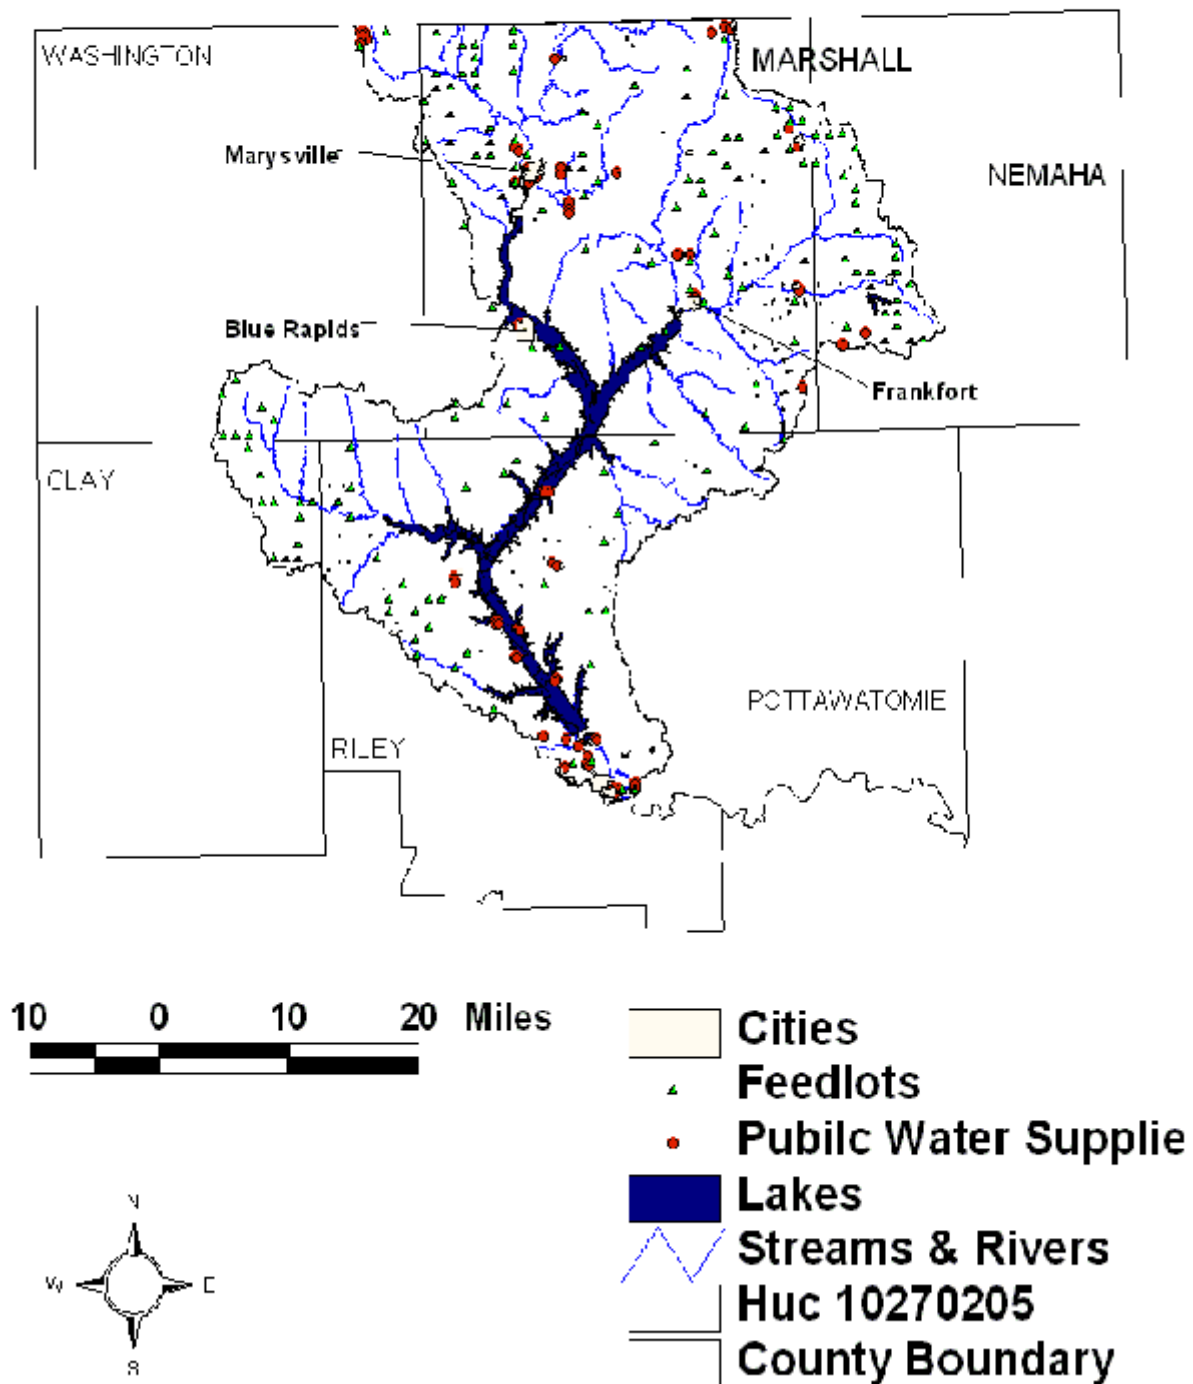 WASHINGTON
MARSHALL
Marysville
NEMAHA
Blue Rapids
Frankfort
CLAY
POTTAWATOMIE
RILEY
10 0 10 20 Miles
Cities
Feedlots
Pubilc Water Supplie
Lakes
Streams & Rivers
Huc 10270205
County Boundary
N
W E
S